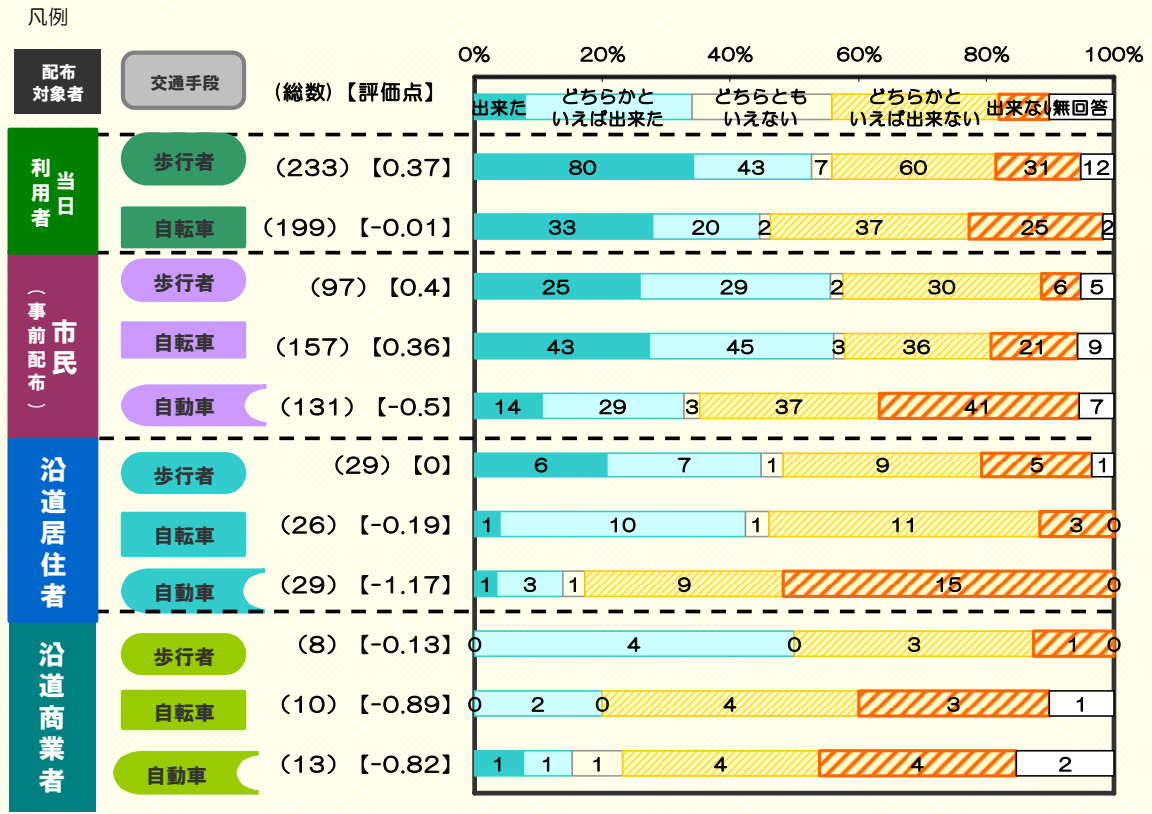 凡例
0% 20% 40% 60% 80% 100%
配布
対象者
交通手段
(総数)【評価点】
出来た
どちらかと
いえば出来た
どちらとも
いえない
どちらかと
いえば出来ない
出来ない
無回答
当日
利用者
歩行者 (233)【0.37】 80 43 7 60 31 12
自転車 (199)【-0.01】 33 20 2 37 25 2
市民
(事前配布)
歩行者 (97)【0.4】 25 29 2 30 6 5
自転車 (157)【0.36】 43 45 3 36 21 9
自動車 (131)【-0.5】 14 29 3 37 41 7
沿道居住者
歩行者 (29)【0】 6 7 1 9 5 1
自転車 (26)【-0.19】 1 10 1 11 3 0
自動車 (29)【-1.17】 1 3 1 9 15 0
沿道商業者
歩行者 (8)【-0.13】 0 4 0 3 1 0
自転車 (10)【-0.89】 0 2 0 4 3 1
自動車 (13)【-0.82】 1 1 1 4 4 2